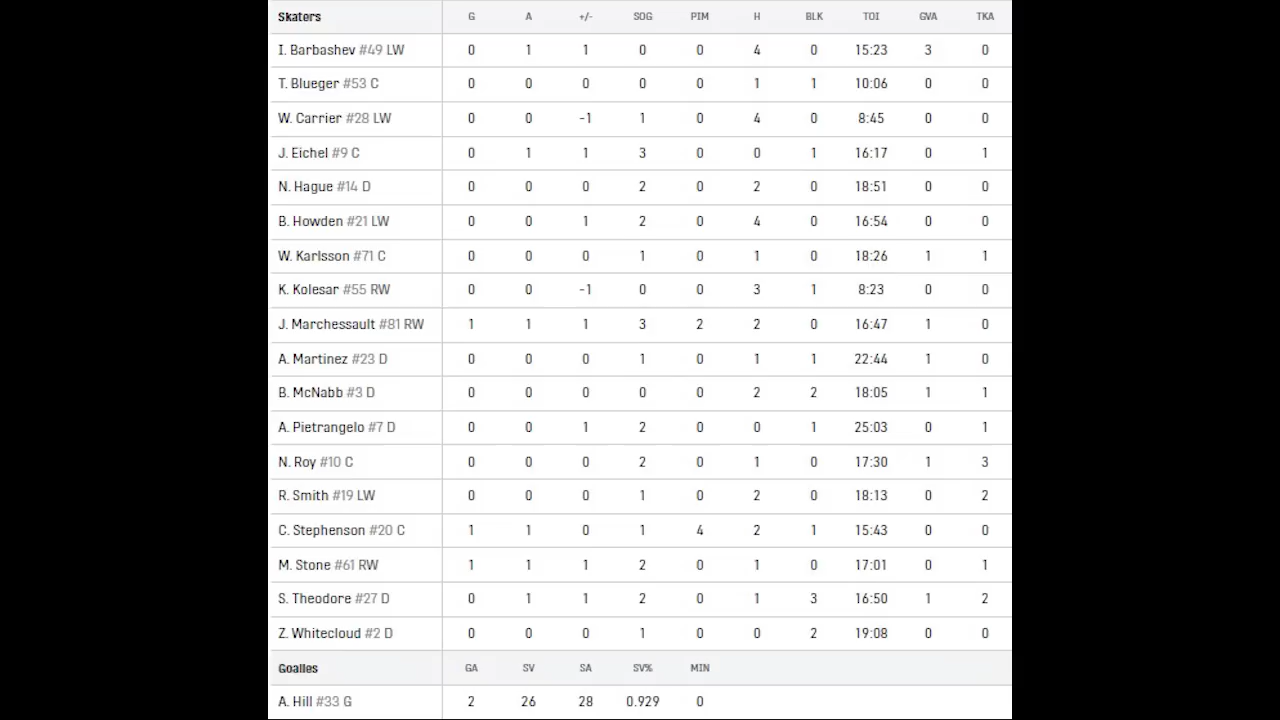 Skaters G A +/- SOG PIM H BLK TOI GVA TKA
I. Barbashev #49 LW 0 1 1 0 0 4 0 15:23 3 0
T. Blueger #53 C 0 0 0 0 0 1 1 10:06 0 0
W. Carrier #28 LW 0 0 -1 1 0 4 0 8:45 0 0
J. Eichel #9 C 0 1 1 3 0 0 1 16:17 0 1
N. Hague #14 D 0 0 0 2 0 2 0 18:51 0 0
B. Howden #21 LW 0 0 1 2 0 4 0 16:54 0 0
W. Karlsson #71 C 0 0 0 1 0 1 0 18:26 1 1
K. Kolesar #55 RW 0 0 -1 0 0 3 1 8:23 0 0
J. Marchessault #81 RW 1 1 1 3 2 2 0 16:47 1 0
A. Martinez #23 D 0 0 0 1 0 1 1 22:44 1 0
B. McNabb #3 D 0 0 0 0 0 2 2 18:05 1 1
A. Pietrangelo #7 D 0 0 1 2 0 0 1 25:03 0 1
N. Roy #10 C 0 0 0 2 0 1 0 17:30 1 3
R. Smith #19 LW 0 0 0 1 0 2 0 18:13 0 2
C. Stephenson #20 C 1 1 0 1 4 2 1 15:43 0 0
M. Stone #61 RW 1 1 1 2 0 1 0 17:01 0 1
S. Theodore #27 D 0 1 1 2 0 1 3 16:50 1 2
Z. Whitecloud #2 D 0 0 0 1 0 0 2 19:08 0 0
Goalies GA SV SA SV% MIN
A. Hill #33 G 2 26 28 0.929 0